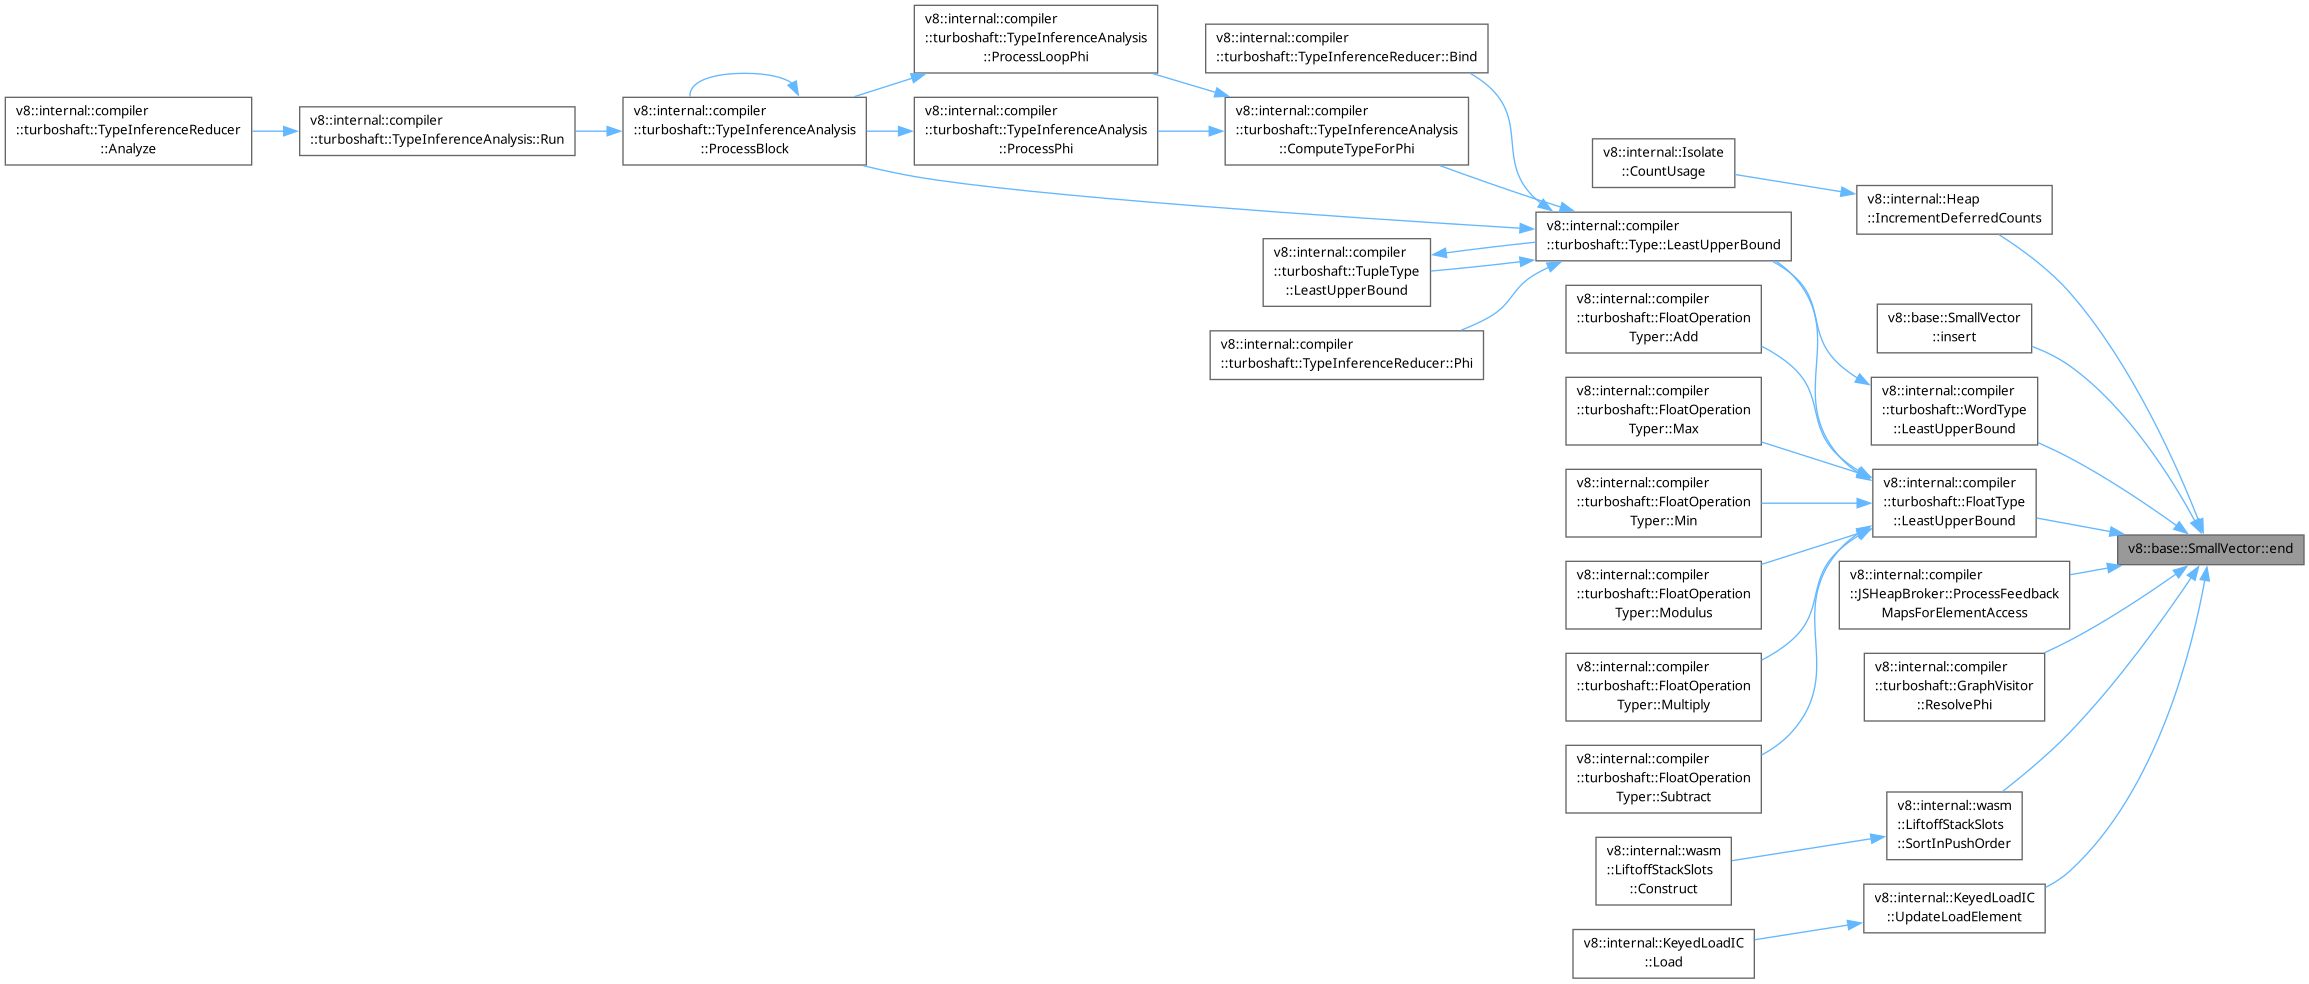 v8::internal::compiler
::turboshaft::TypeInferenceReducer
::Analyze
v8::internal::compiler
::turboshaft::TypeInferenceAnalysis::Run
v8::internal::compiler
::turboshaft::TypeInferenceAnalysis
::ProcessBlock
v8::internal::compiler
::turboshaft::TypeInferenceAnalysis
::ProcessLoopPhi
v8::internal::compiler
::turboshaft::TypeInferenceAnalysis
::ProcessPhi
v8::internal::compiler
::turboshaft::TypeInferenceReducer::Bind
v8::internal::compiler
::turboshaft::TypeInferenceAnalysis
::ComputeTypeForPhi
v8::internal::compiler
::turboshaft::TupleType
::LeastUpperBound
v8::internal::compiler
::turboshaft::TypeInferenceReducer::Phi
v8::internal::Isolate
::CountUsage
v8::internal::compiler
::turboshaft::Type::LeastUpperBound
v8::internal::compiler
::turboshaft::FloatOperation
Typer::Add
v8::internal::compiler
::turboshaft::FloatOperation
Typer::Max
v8::internal::compiler
::turboshaft::FloatOperation
Typer::Min
v8::internal::compiler
::turboshaft::FloatOperation
Typer::Modulus
v8::internal::compiler
::turboshaft::FloatOperation
Typer::Multiply
v8::internal::compiler
::turboshaft::FloatOperation
Typer::Subtract
v8::internal::wasm
::LiftoffStackSlots
::Construct
v8::internal::KeyedLoadIC
::Load
v8::internal::Heap
::IncrementDeferredCounts
v8::base::SmallVector
::insert
v8::internal::compiler
::turboshaft::WordType
::LeastUpperBound
v8::internal::compiler
::turboshaft::FloatType
::LeastUpperBound
v8::internal::compiler
::JSHeapBroker::ProcessFeedback
MapsForElementAccess
v8::internal::compiler
::turboshaft::GraphVisitor
::ResolvePhi
v8::internal::wasm
::LiftoffStackSlots
::SortInPushOrder
v8::internal::KeyedLoadIC
::UpdateLoadElement
v8::base::SmallVector::end